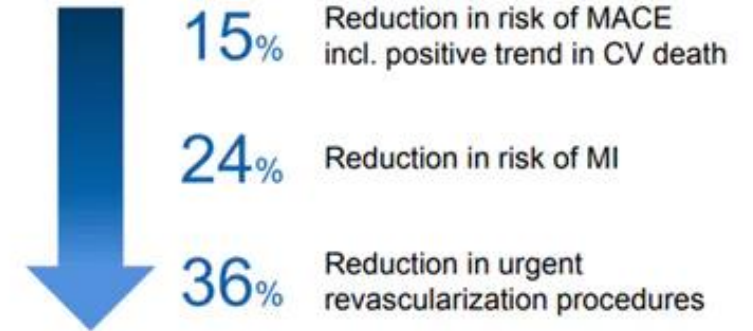 15% Reduction in risk of MACE
incl. positive trend in CV death
24% Reduction in risk of MI
36% Reduction in urgent
revascularization procedures